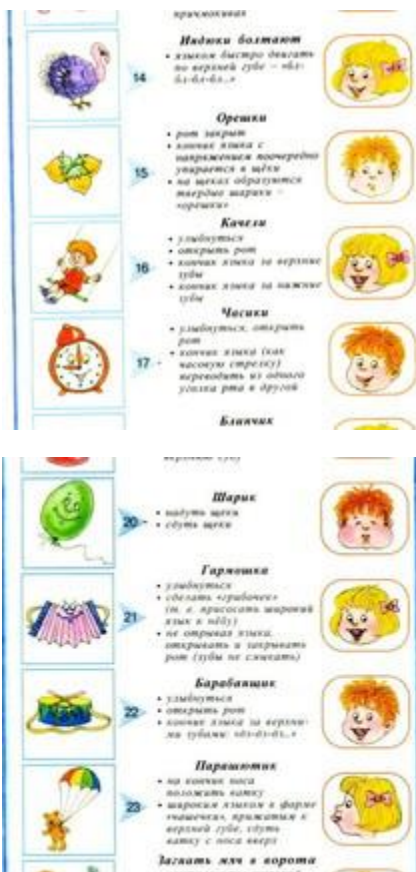 причмокивая
Индюки болтают
• языком быстро двигать
по верхней губе – «бл-
бл-бл-бл...»
14
Орешки
• рот закрыт
• кончик языка с
напряжением поочередно
упирается в щёки
• на щеках образуются
твердые шарики –
«орешки»
15
Качели
• улыбнуться
• открыть рот
• кончик языка за верхние
зубы
• кончик языка за нижние
зубы
16
Часики
• улыбнуться, открыть
рот
• кончик языка (как
часовую стрелку)
переводить из одного
уголка рта в другой
17
Блинчик
верхнюю губу
Шарик
• надуть щеки
• сдуть щеки
20
Гармошка
• улыбнуться
• сделать «грибочек»
(т. е. присосать широкий
язык к нёбу)
• не отрывая языка,
открывать и закрывать
рот (зубы не смыкать)
21
Барабанщик
• улыбнуться
• открыть рот
• кончик языка за верхни-
ми зубами: «дэ-дэ-дэ...»
22
Парашютик
• на кончик носа
положить ватку
• широким языком в форме
«чашечки», прижатым к
верхней губе, сдуть
ватку с носа вверх
23
Загнать мяч в ворота